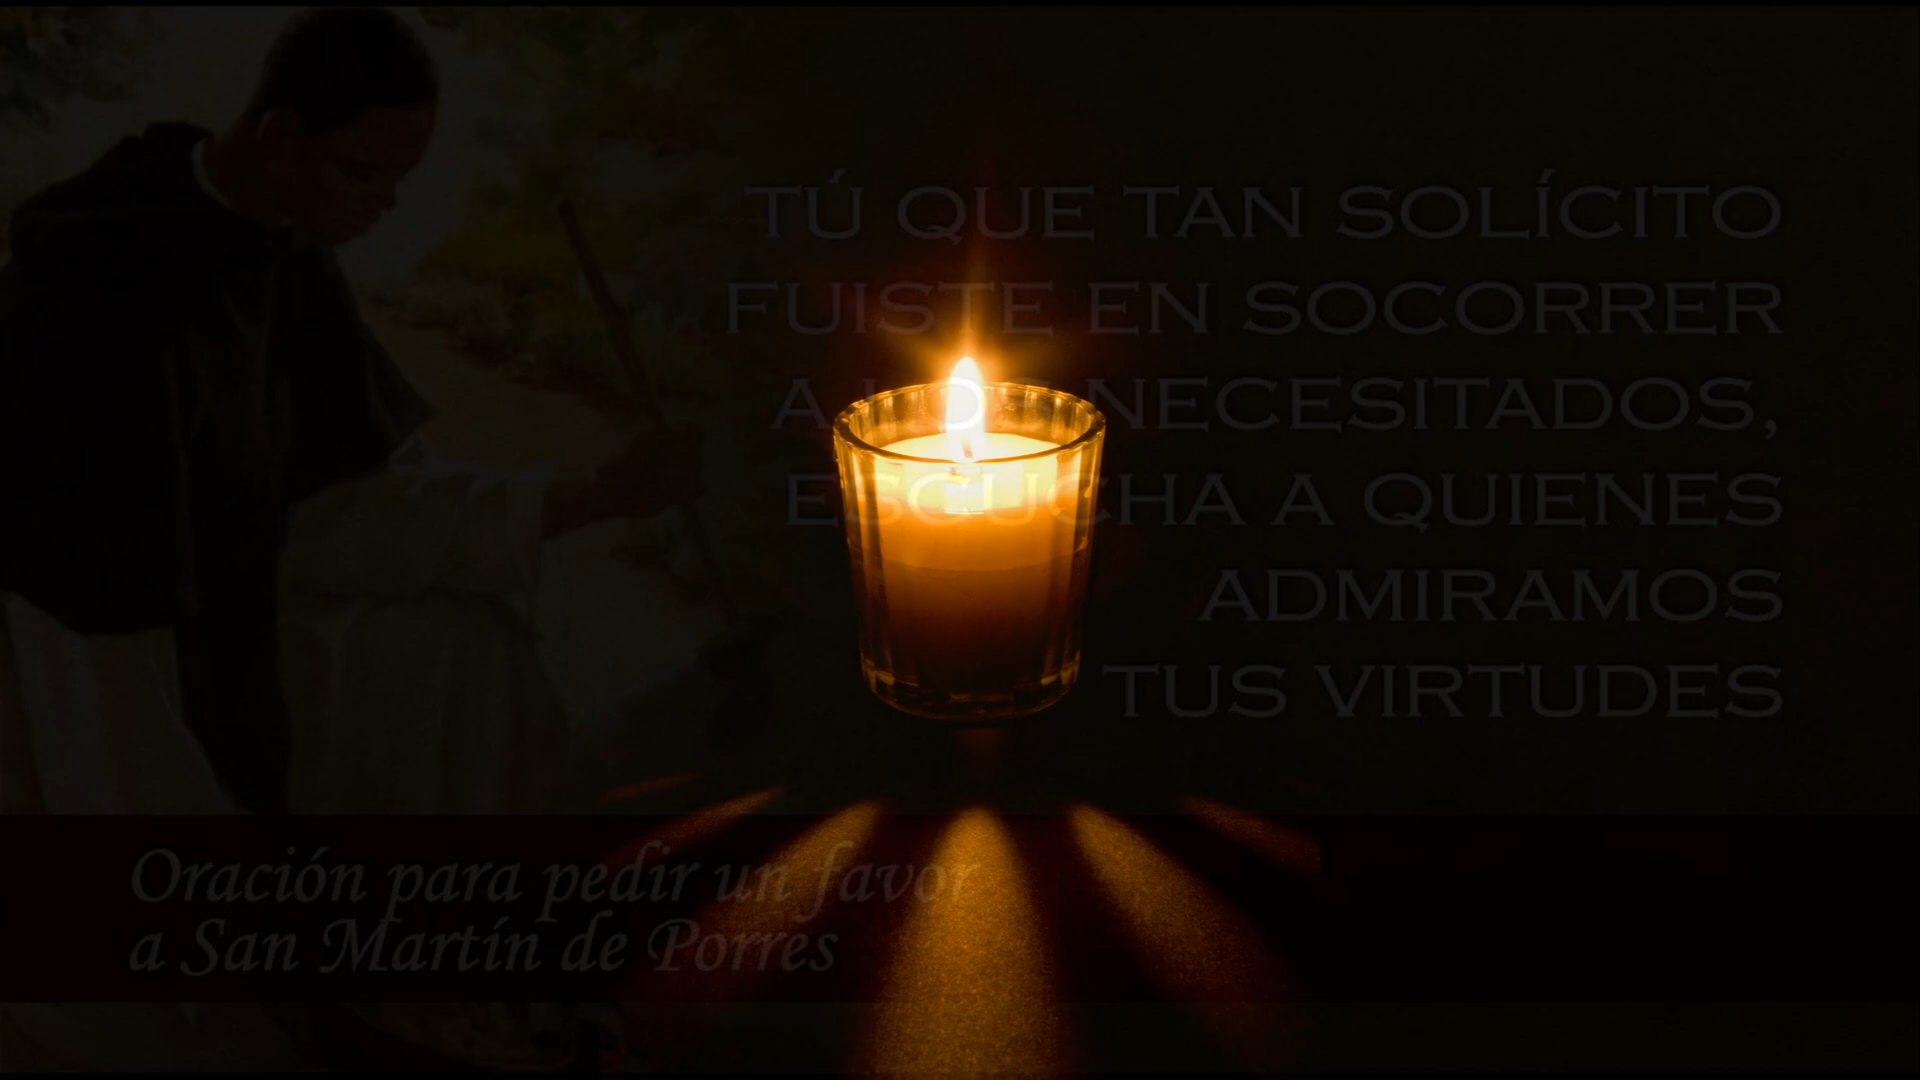 TÚ QUE TAN SOLÍCITO
FUISTE EN SOCORRER
A LOS NECESITADOS,
ESCUCHA A QUIENES
ADMIRAMOS
TUS VIRTUDES
Oración para pedir un favor
a San Martín de Porres